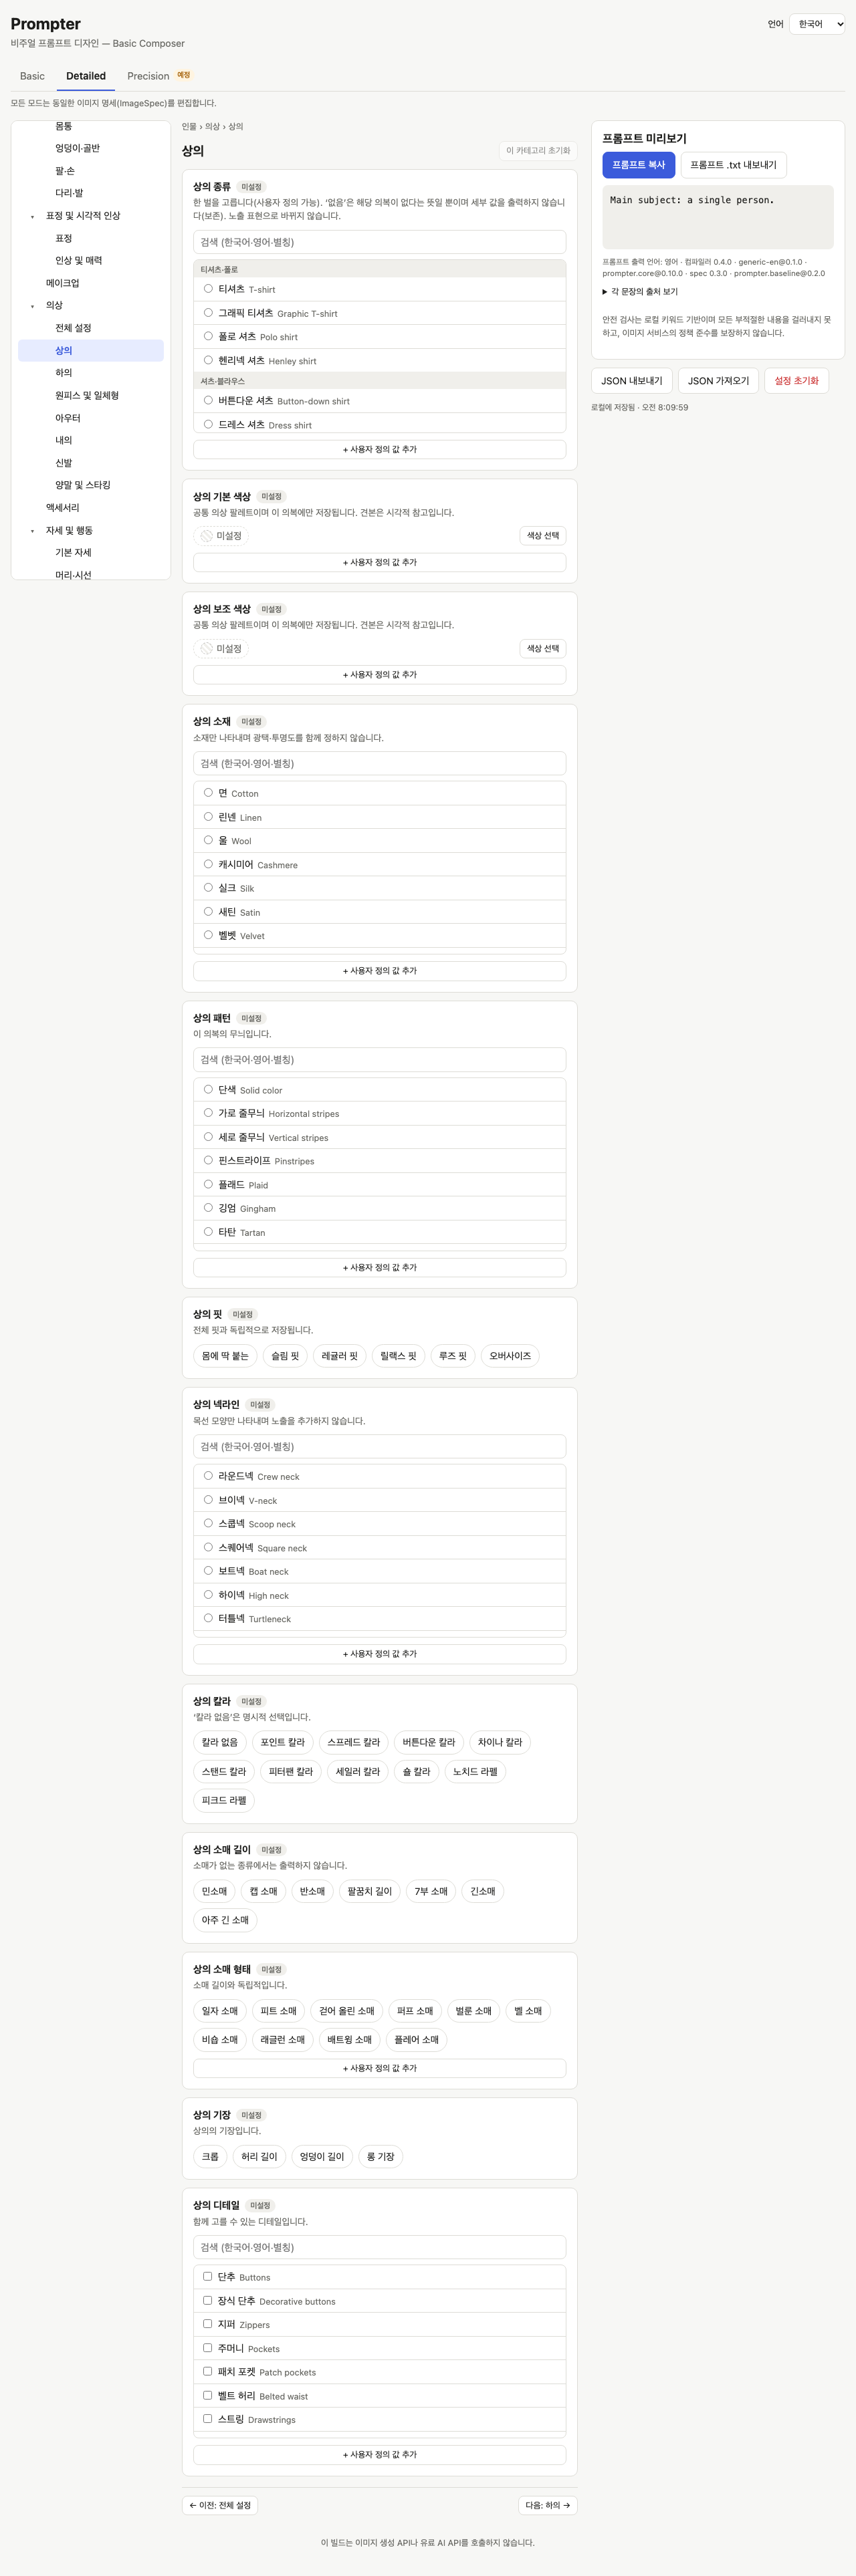 Prompter
언어 한국어
비주얼 프롬프트 디자인 — Basic Composer
Basic Detailed Precision 예정
모든 모드는 동일한 이미지 명세(ImageSpec)를 편집합니다.
몸통
엉덩이·골반
팔·손
다리·발
표정 및 시각적 인상
표정
인상 및 매력
메이크업
의상
전체 설정
상의
하의
원피스 및 일체형
아우터
내의
신발
양말 및 스타킹
액세서리
자세 및 행동
기본 자세
머리·시선
인물 › 의상 › 상의
상의
이 카테고리 초기화
상의 종류 미설정
한 벌을 고릅니다(사용자 정의 가능). '없음'은 해당 의복이 없다는 뜻일 뿐이며 세부 값을 출력하지 않습니
다(보존). 노출 표현으로 바뀌지 않습니다.
검색 (한국어·영어·별칭)
티셔츠·폴로
티셔츠 T-shirt
그래픽 티셔츠 Graphic T-shirt
폴로 셔츠 Polo shirt
헨리넥 셔츠 Henley shirt
셔츠·블라우스
버튼다운 셔츠 Button-down shirt
드레스 셔츠 Dress shirt
+ 사용자 정의 값 추가
상의 기본 색상 미설정
공통 의상 팔레트이며 이 의복에만 저장됩니다. 견본은 시각적 참고입니다.
미설정 색상 선택
+ 사용자 정의 값 추가
상의 보조 색상 미설정
공통 의상 팔레트이며 이 의복에만 저장됩니다. 견본은 시각적 참고입니다.
미설정 색상 선택
+ 사용자 정의 값 추가
상의 소재 미설정
소재만 나타내며 광택·투명도를 함께 정하지 않습니다.
검색 (한국어·영어·별칭)
면 Cotton
린넨 Linen
울 Wool
캐시미어 Cashmere
실크 Silk
새틴 Satin
벨벳 Velvet
+ 사용자 정의 값 추가
상의 패턴 미설정
이 의복의 무늬입니다.
검색 (한국어·영어·별칭)
단색 Solid color
가로 줄무늬 Horizontal stripes
세로 줄무늬 Vertical stripes
핀스트라이프 Pinstripes
플래드 Plaid
깅엄 Gingham
타탄 Tartan
+ 사용자 정의 값 추가
상의 핏 미설정
전체 핏과 독립적으로 저장됩니다.
몸에 딱 붙는 슬림 핏 레귤러 핏 릴랙스 핏 루즈 핏 오버사이즈
상의 넥라인 미설정
목선 모양만 나타내며 노출을 추가하지 않습니다.
검색 (한국어·영어·별칭)
라운드넥 Crew neck
브이넥 V-neck
스쿱넥 Scoop neck
스퀘어넥 Square neck
보트넥 Boat neck
하이넥 High neck
터틀넥 Turtleneck
+ 사용자 정의 값 추가
상의 칼라 미설정
'칼라 없음'은 명시적 선택입니다.
칼라 없음 포인트 칼라 스프레드 칼라 버튼다운 칼라 차이나 칼라
스탠드 칼라 피터팬 칼라 세일러 칼라 숄 칼라 노치드 라펠
피크드 라펠
상의 소매 길이 미설정
소매가 없는 종류에서는 출력하지 않습니다.
민소매 캡 소매 반소매 팔꿈치 길이 7부 소매 긴소매
아주 긴 소매
상의 소매 형태 미설정
소매 길이와 독립적입니다.
일자 소매 피트 소매 걷어 올린 소매 퍼프 소매 벌룬 소매 벨 소매
비숍 소매 래글런 소매 배트윙 소매 플레어 소매
+ 사용자 정의 값 추가
상의 기장 미설정
상의의 기장입니다.
크롭 허리 길이 엉덩이 길이 롱 기장
상의 디테일 미설정
함께 고를 수 있는 디테일입니다.
검색 (한국어·영어·별칭)
단추 Buttons
장식 단추 Decorative buttons
지퍼 Zippers
주머니 Pockets
패치 포켓 Patch pockets
벨트 허리 Belted waist
스트링 Drawstrings
+ 사용자 정의 값 추가
← 이전: 전체 설정 다음: 하의 →
프롬프트 미리보기
프롬프트 복사 프롬프트 .txt 내보내기
Main subject: a single person.
프롬프트 출력 언어: 영어 · 컴파일러 0.4.0 · generic-en@0.1.0 ·
prompter.core@0.10.0 · spec 0.3.0 · prompter.baseline@0.2.0
각 문장의 출처 보기
안전 검사는 로컬 키워드 기반이며 모든 부적절한 내용을 걸러내지 못
하고, 이미지 서비스의 정책 준수를 보장하지 않습니다.
JSON 내보내기 JSON 가져오기 설정 초기화
로컬에 저장됨 · 오전 8:09:59
이 빌드는 이미지 생성 API나 유료 AI API를 호출하지 않습니다.